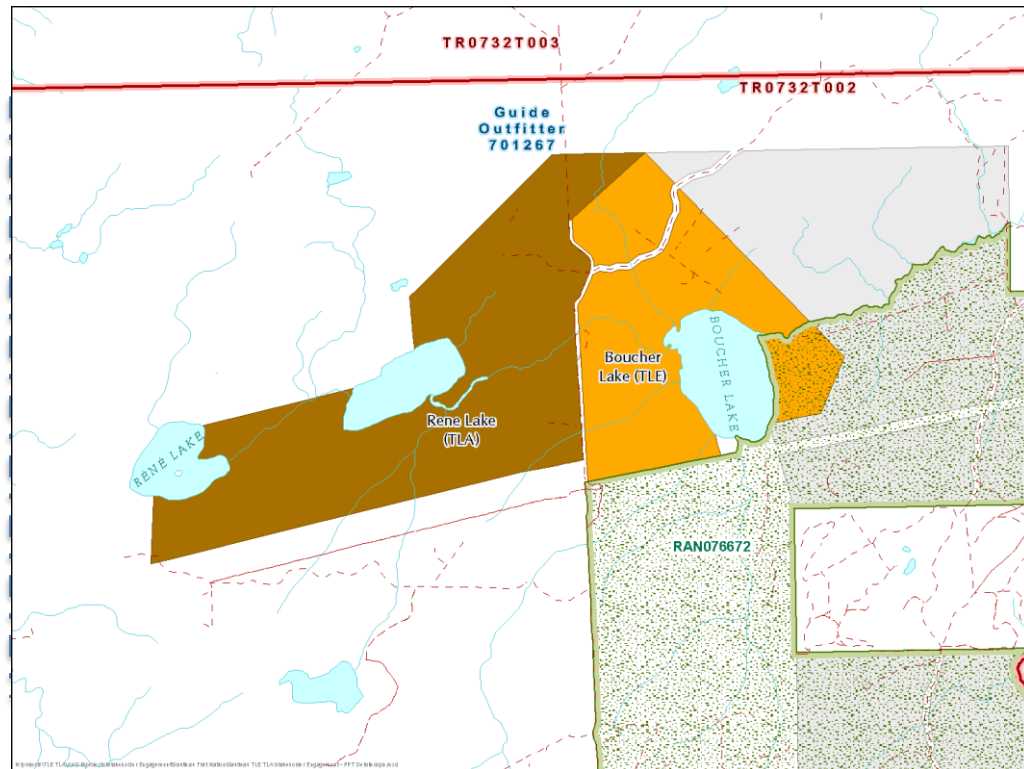 TR0732T003
TR0732T002
Guide
Outfitter
701267
BOUCHER LAKE
Boucher
Lake (TLE)
Rene Lake
(TLA)
RENE LAKE
RAN076672